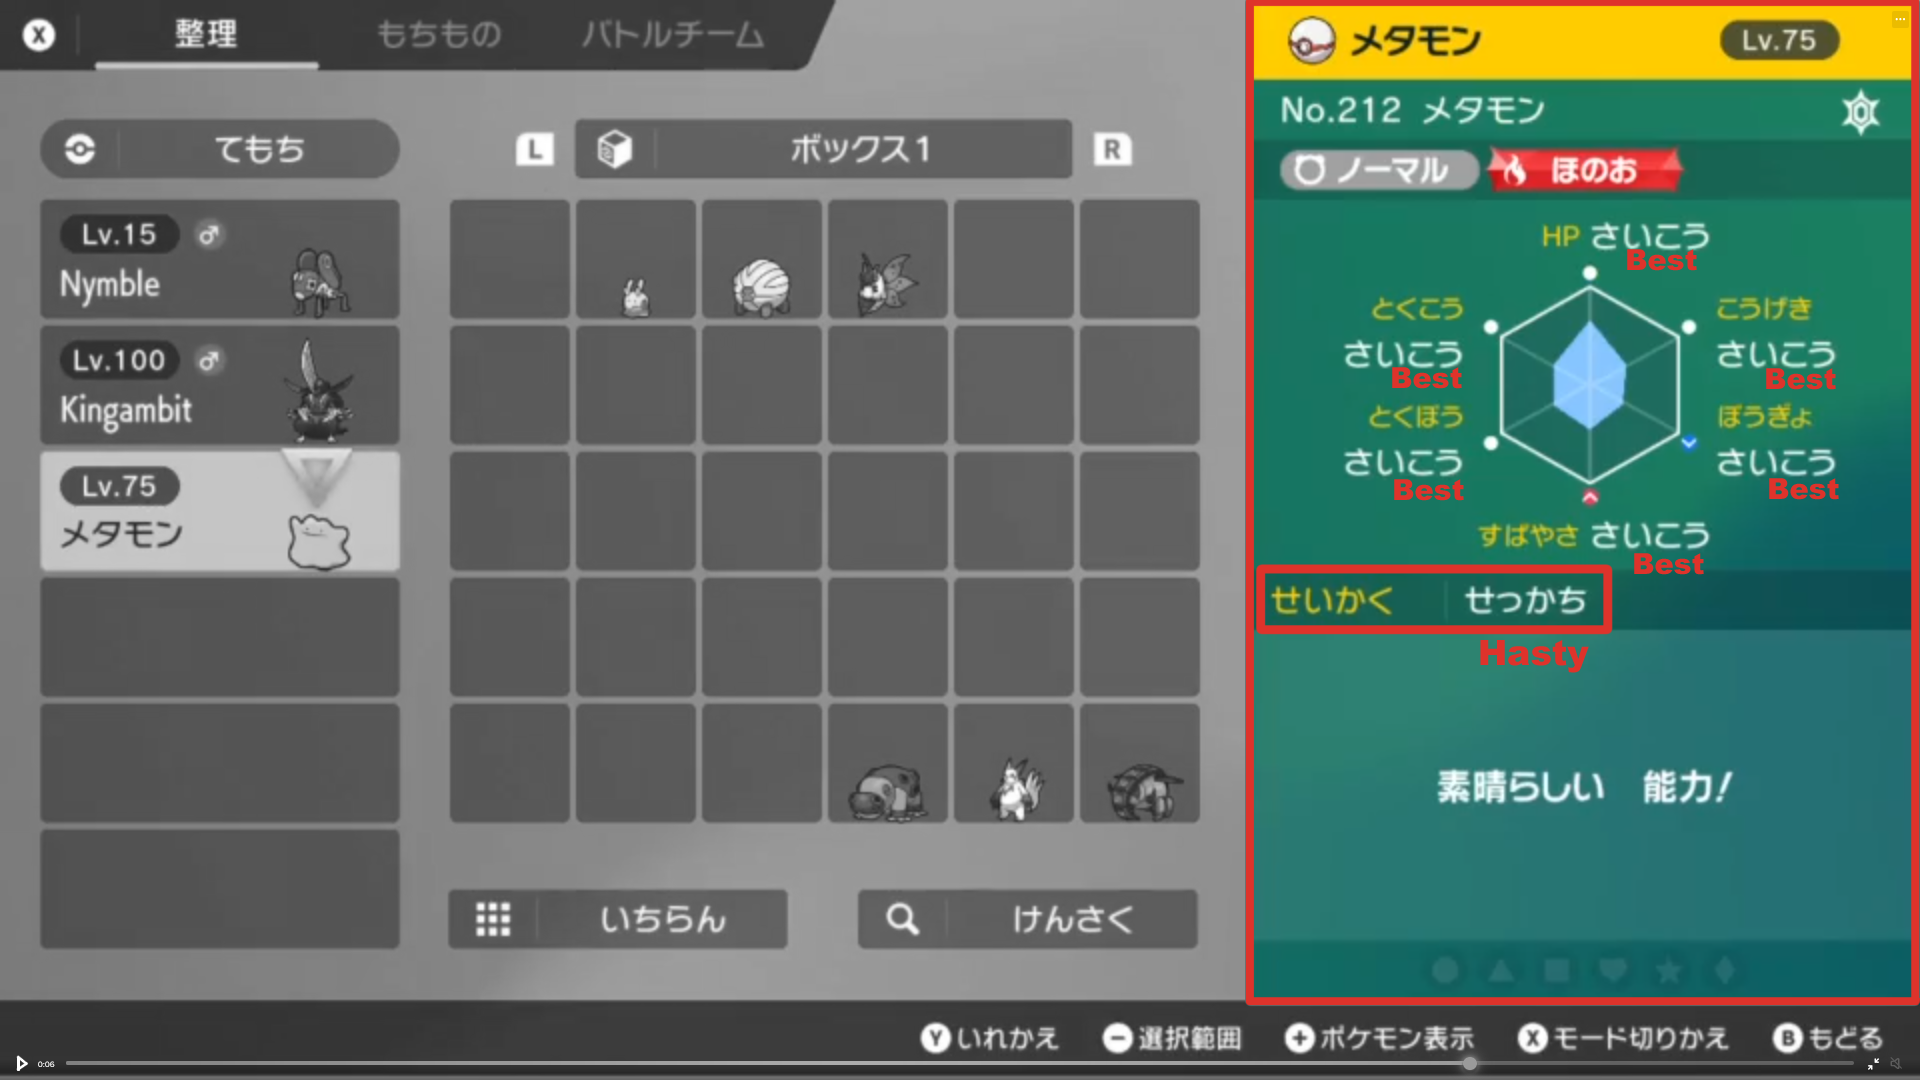 X 整理 もちもの バトルチーム
てもち
Lv.15 ♂
Nymble
Lv.100 ♂
Kingambit
Lv.75
メタモン
L ボックス1 R
いちらん
けんさく
メタモン Lv.75
No.212 メタモン
ノーマル ほのお
HP さいこう
Best
とくこう
さいこう
Best
こうげき
さいこう
Best
とくぼう
さいこう
Best
ぼうぎょ
さいこう
Best
すばやさ さいこう
Best
せいかく せっかち
Hasty
素晴らしい 能力!
Y いれかえ - 選択範囲 + ポケモン表示 X モード切りかえ B もどる
0:06